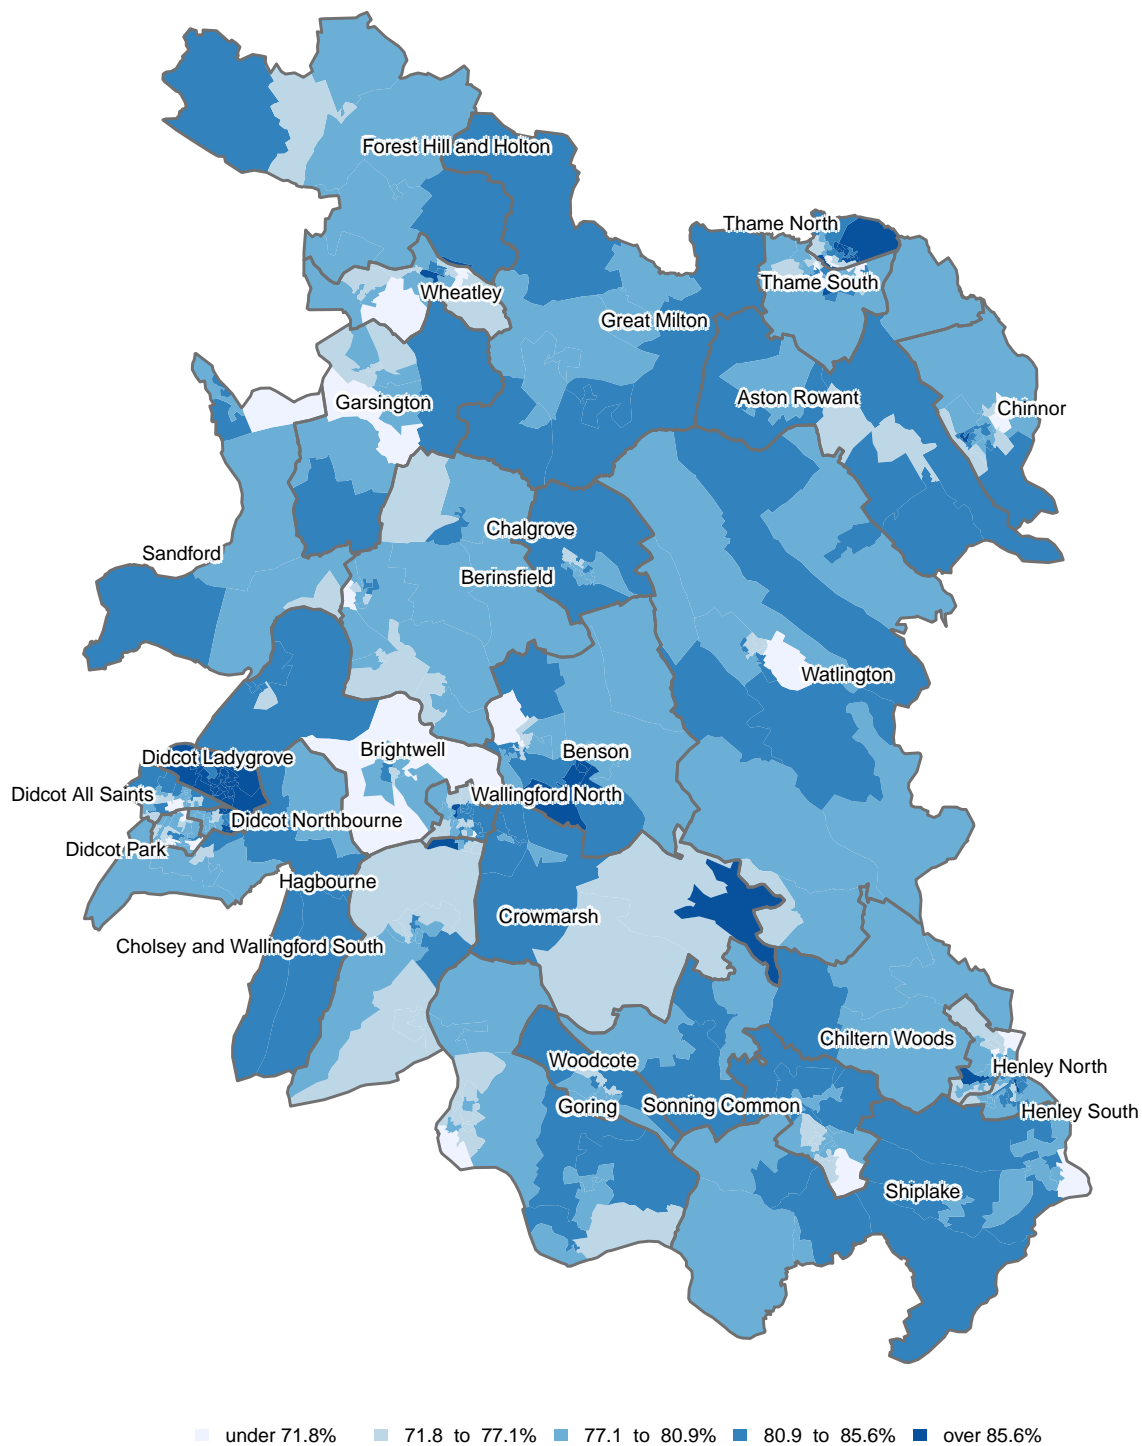 Forest Hill and Holton
Thame North
Thame South
Wheatley
Great Milton
Aston Rowant
Garsington
Chinnor
Chalgrove
Sandford
Berinsfield
Watlington
Brightwell
Benson
Didcot Ladygrove
Didcot All Saints
Wallingford North
Didcot Northbourne
Didcot Park
Hagbourne
Crowmarsh
Cholsey and Wallingford South
Chiltern Woods
Woodcote
Henley North
Goring
Sonning Common
Henley South
Shiplake
under 71.8% 71.8 to 77.1% 77.1 to 80.9% 80.9 to 85.6% over 85.6%